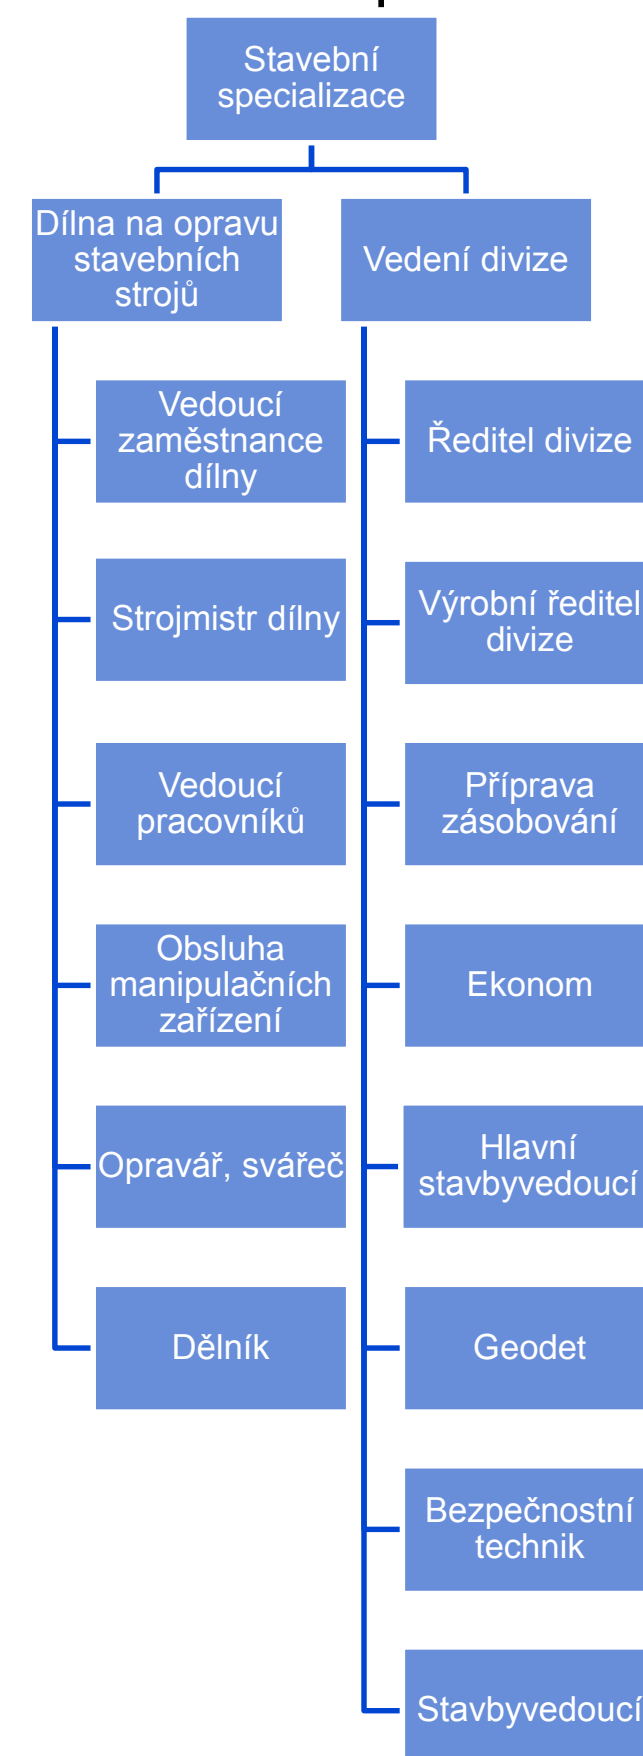 Stavební
specializace
Dílna na opravu
stavebních
strojů
Vedení divize
Vedoucí
zaměstnance
dílny
Strojmistr dílny
Vedoucí
pracovníků
Obsluha
manipulačních
zařízení
Opravář, svářeč
Dělník
Ředitel divize
Výrobní ředitel
divize
Příprava
zásobování
Ekonom
Hlavní
stavbyvedoucí
Geodet
Bezpečnostní
technik
Stavbyvedoucí